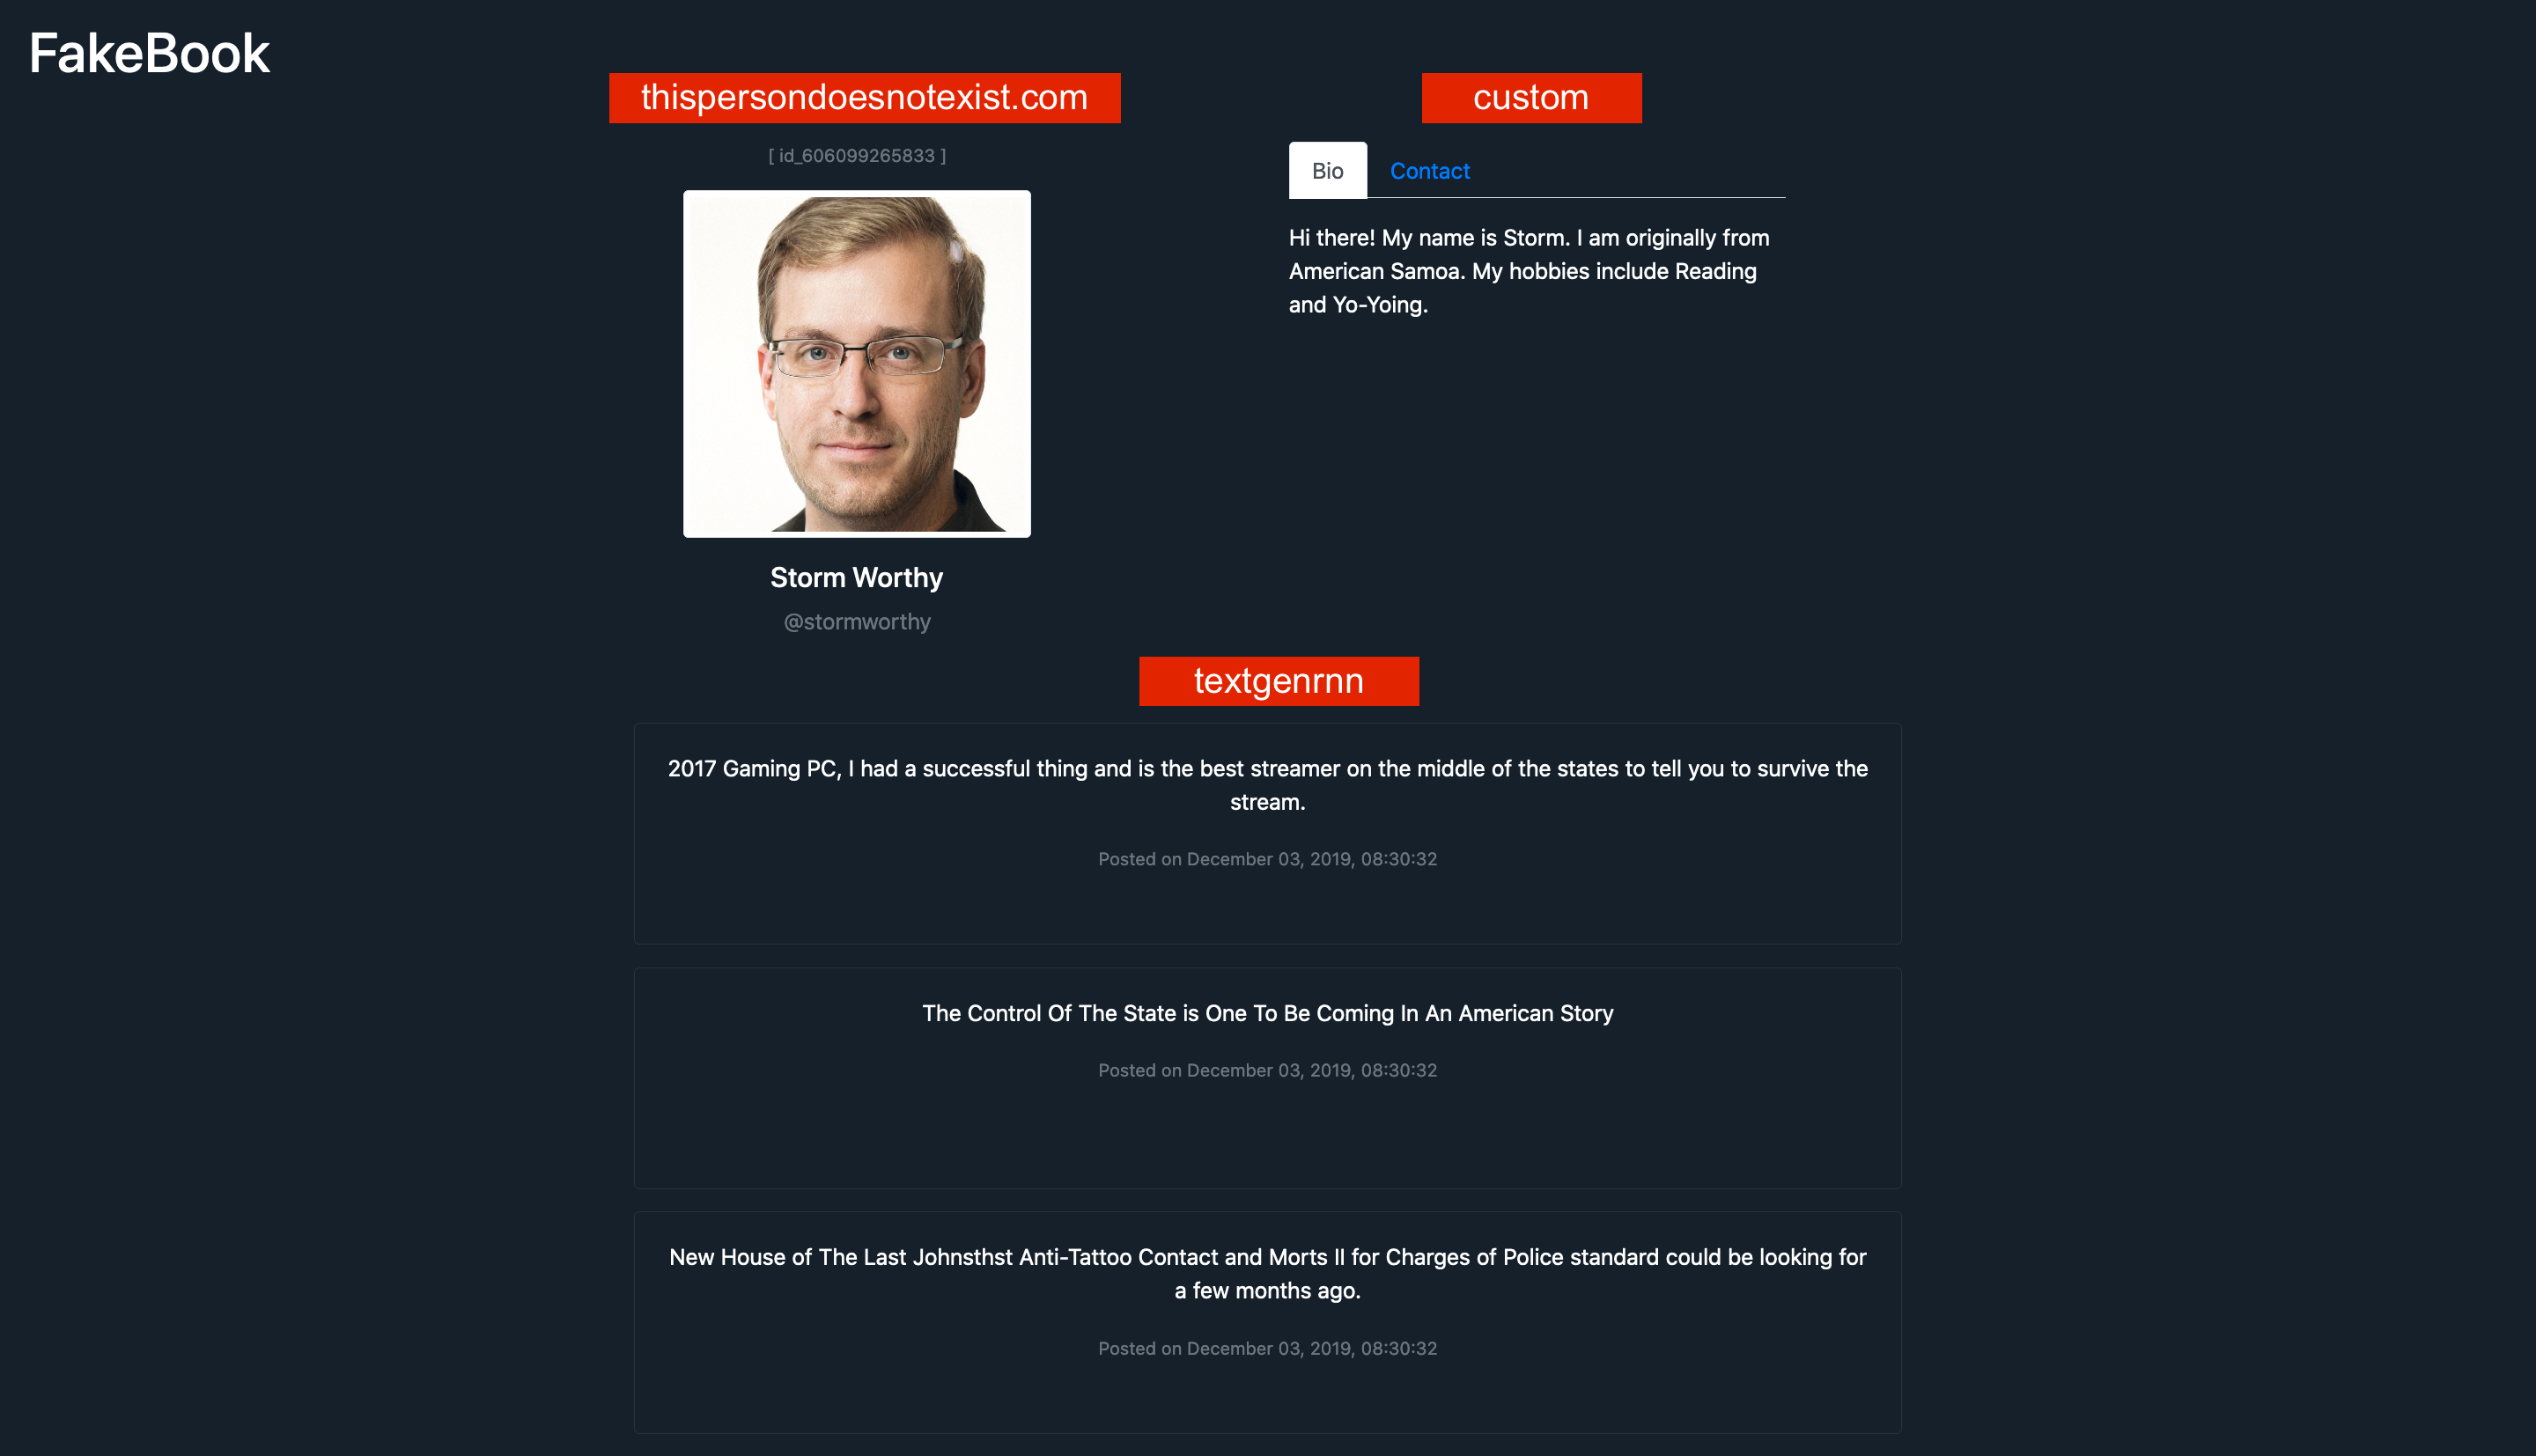 FakeBook
thispersondoesnotexist.com
custom
[ id_606099265833 ]
Bio
Contact
Hi there! My name is Storm. I am originally from
American Samoa. My hobbies include Reading
and Yo-Yoing.
Storm Worthy
@stormworthy
textgenrnn
2017 Gaming PC, I had a successful thing and is the best streamer on the middle of the states to tell you to survive the
stream.
Posted on December 03, 2019, 08:30:32
The Control Of The State is One To Be Coming In An American Story
Posted on December 03, 2019, 08:30:32
New House of The Last Johnsthst Anti-Tattoo Contact and Morts II for Charges of Police standard could be looking for
a few months ago.
Posted on December 03, 2019, 08:30:32